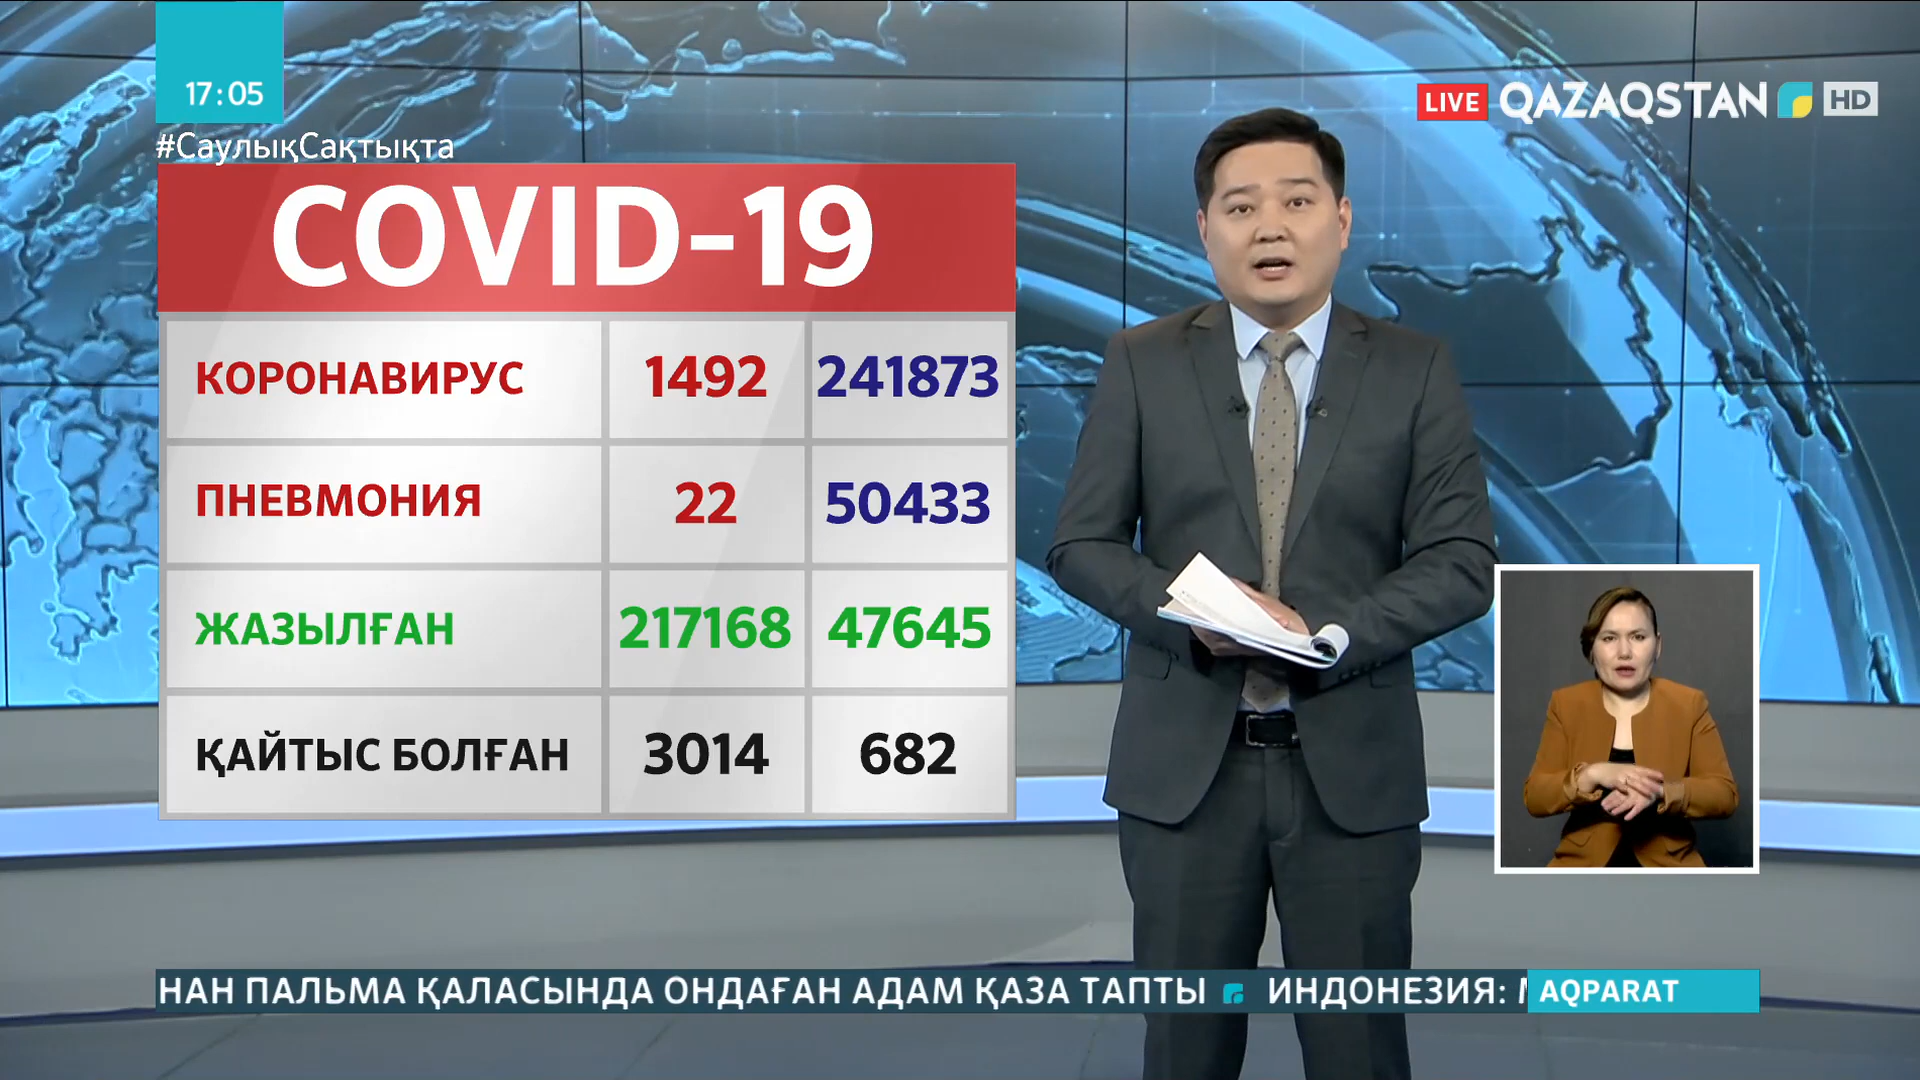 17:05
LIVE QAZAQSTAN HD
#СаулықСақтықта
COVID-19
КОРОНАВИРУС 1492 241873
ПНЕВМОНИЯ 22 50433
ЖАЗЫЛҒАН 217168 47645
ҚАЙТЫС БОЛҒАН 3014 682
НАН ПАЛЬМА ҚАЛАСЫНДА ОНДАҒАН АДАМ ҚАЗА ТАПТЫ ИНДОНЕЗИЯ: AQPARAT